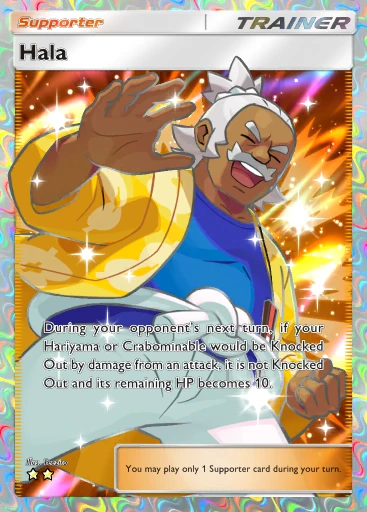 Supporter
TRAINER
Hala
During your opponent's next turn, if your
Hariyama or Crabominable would be Knocked
Out by damage from an attack, it is not Knocked
Out and its remaining HP becomes 10.
You may play only 1 Supporter card during your turn.